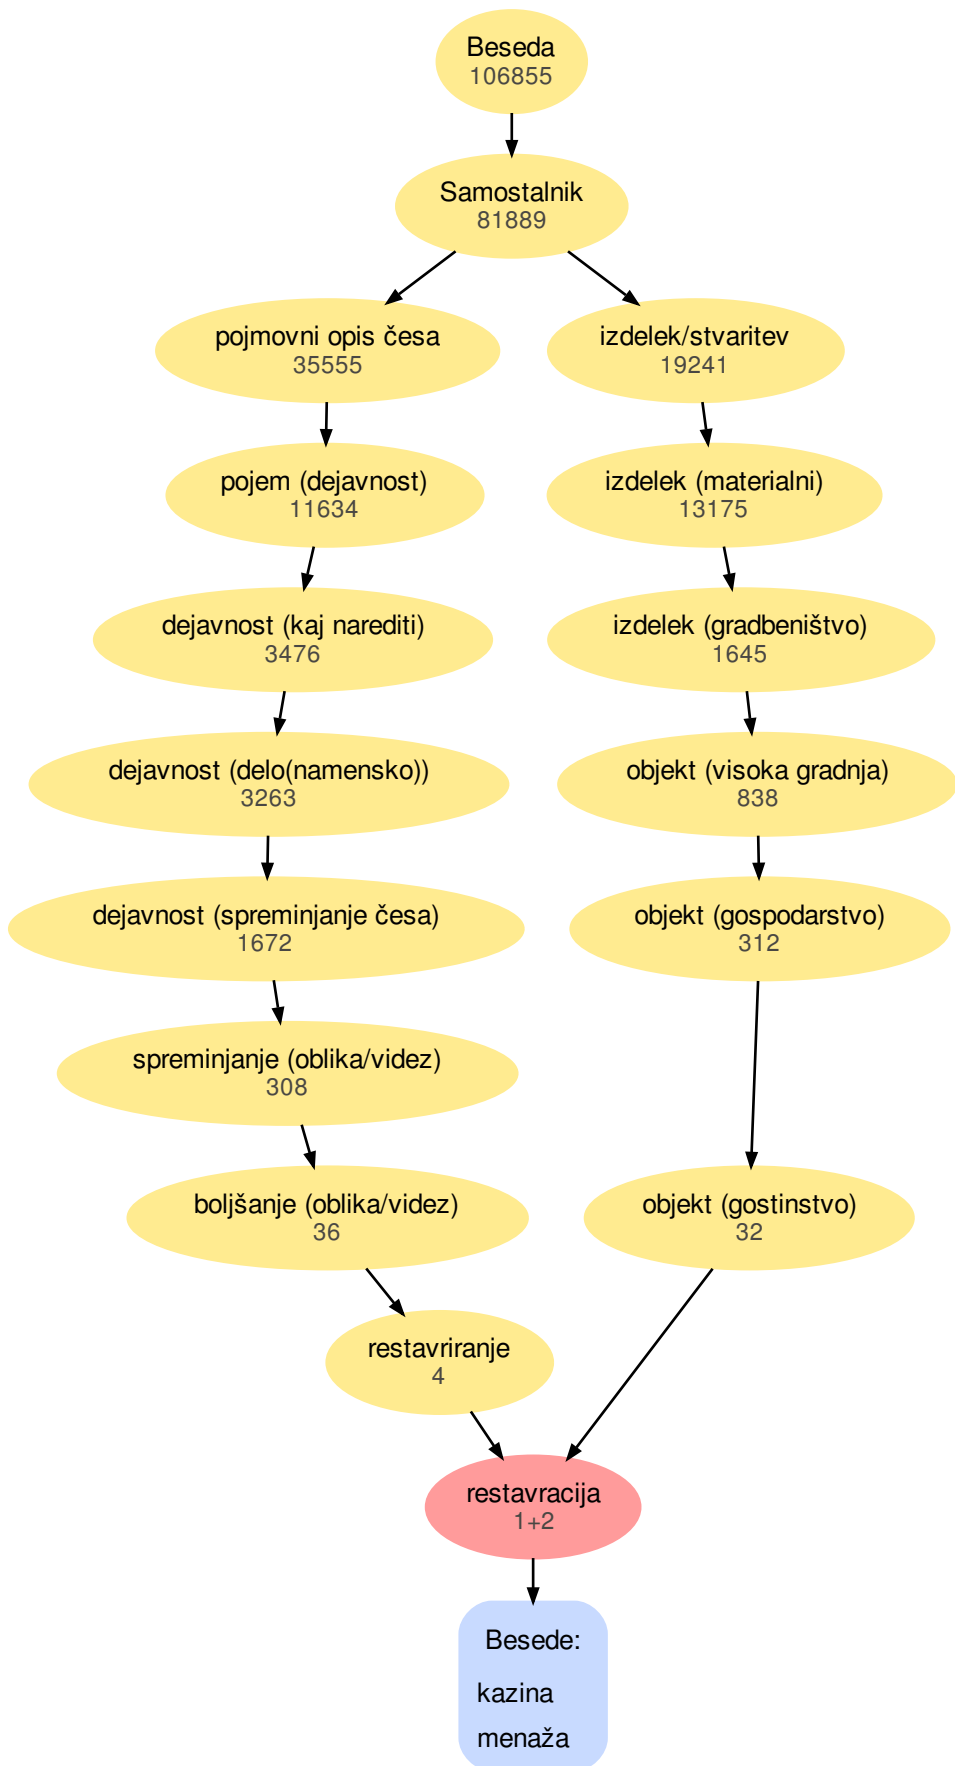 Beseda
106855
Samostalnik
81889
pojmovni opis česa
35555
izdelek/stvaritev
19241
pojem (dejavnost)
11634
izdelek (materialni)
13175
dejavnost (kaj narediti)
3476
izdelek (gradbeništvo)
1645
dejavnost (delo(namensko))
3263
objekt (visoka gradnja)
838
dejavnost (spreminjanje česa)
1672
objekt (gospodarstvo)
312
spreminjanje (oblika/videz)
308
boljšanje (oblika/videz)
36
objekt (gostinstvo)
32
restavriranje
4
restavracija
1+2
Besede:
kazina
menaža